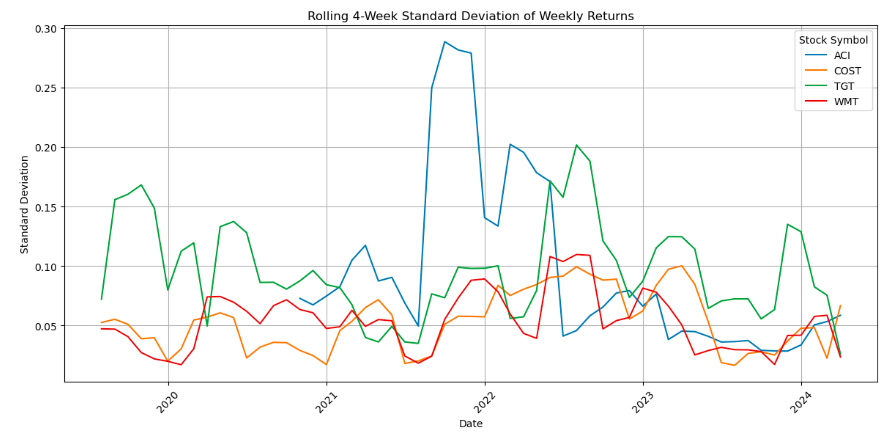 Rolling 4-Week Standard Deviation of Weekly Returns
Stock Symbol
ACI
COST
TGT
WMT
Standard Deviation
0.30
0.25
0.20
0.15
0.10
0.05
2020
2021
2022
2023
2024
Date